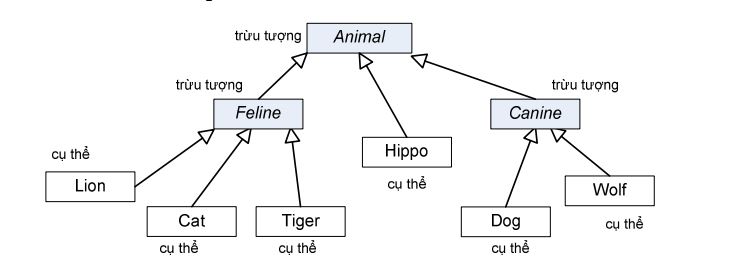 trừu tượng
Animal
trừu tượng
Feline
trừu tượng
Canine
Hippo
cụ thể
cụ thể
Lion
Wolf
cụ thể
Cat
cụ thể
Tiger
cụ thể
Dog
cụ thể